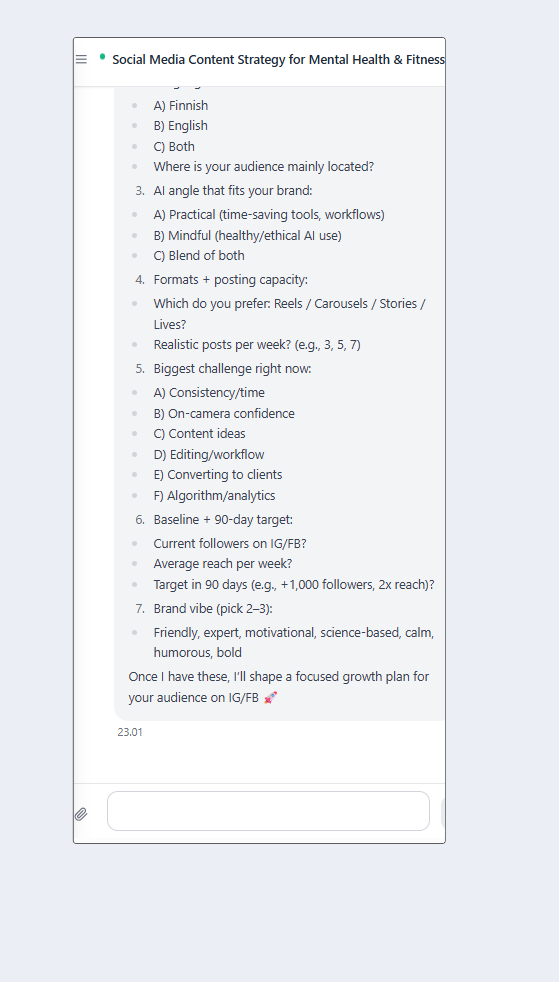 Social Media Content Strategy for Mental Health & Fitness
A) Finnish
B) English
C) Both
Where is your audience mainly located?
3. AI angle that fits your brand:
A) Practical (time-saving tools, workflows)
B) Mindful (healthy/ethical AI use)
C) Blend of both
4. Formats + posting capacity:
Which do you prefer: Reels / Carousels / Stories /
Lives?
Realistic posts per week? (e.g., 3, 5, 7)
5. Biggest challenge right now:
A) Consistency/time
B) On-camera confidence
C) Content ideas
D) Editing/workflow
E) Converting to clients
F) Algorithm/analytics
6. Baseline + 90-day target:
Current followers on IG/FB?
Average reach per week?
Target in 90 days (e.g., +1,000 followers, 2x reach)?
7. Brand vibe (pick 2–3):
Friendly, expert, motivational, science-based, calm,
humorous, bold
Once I have these, I’ll shape a focused growth plan for
your audience on IG/FB 🚀
23.01